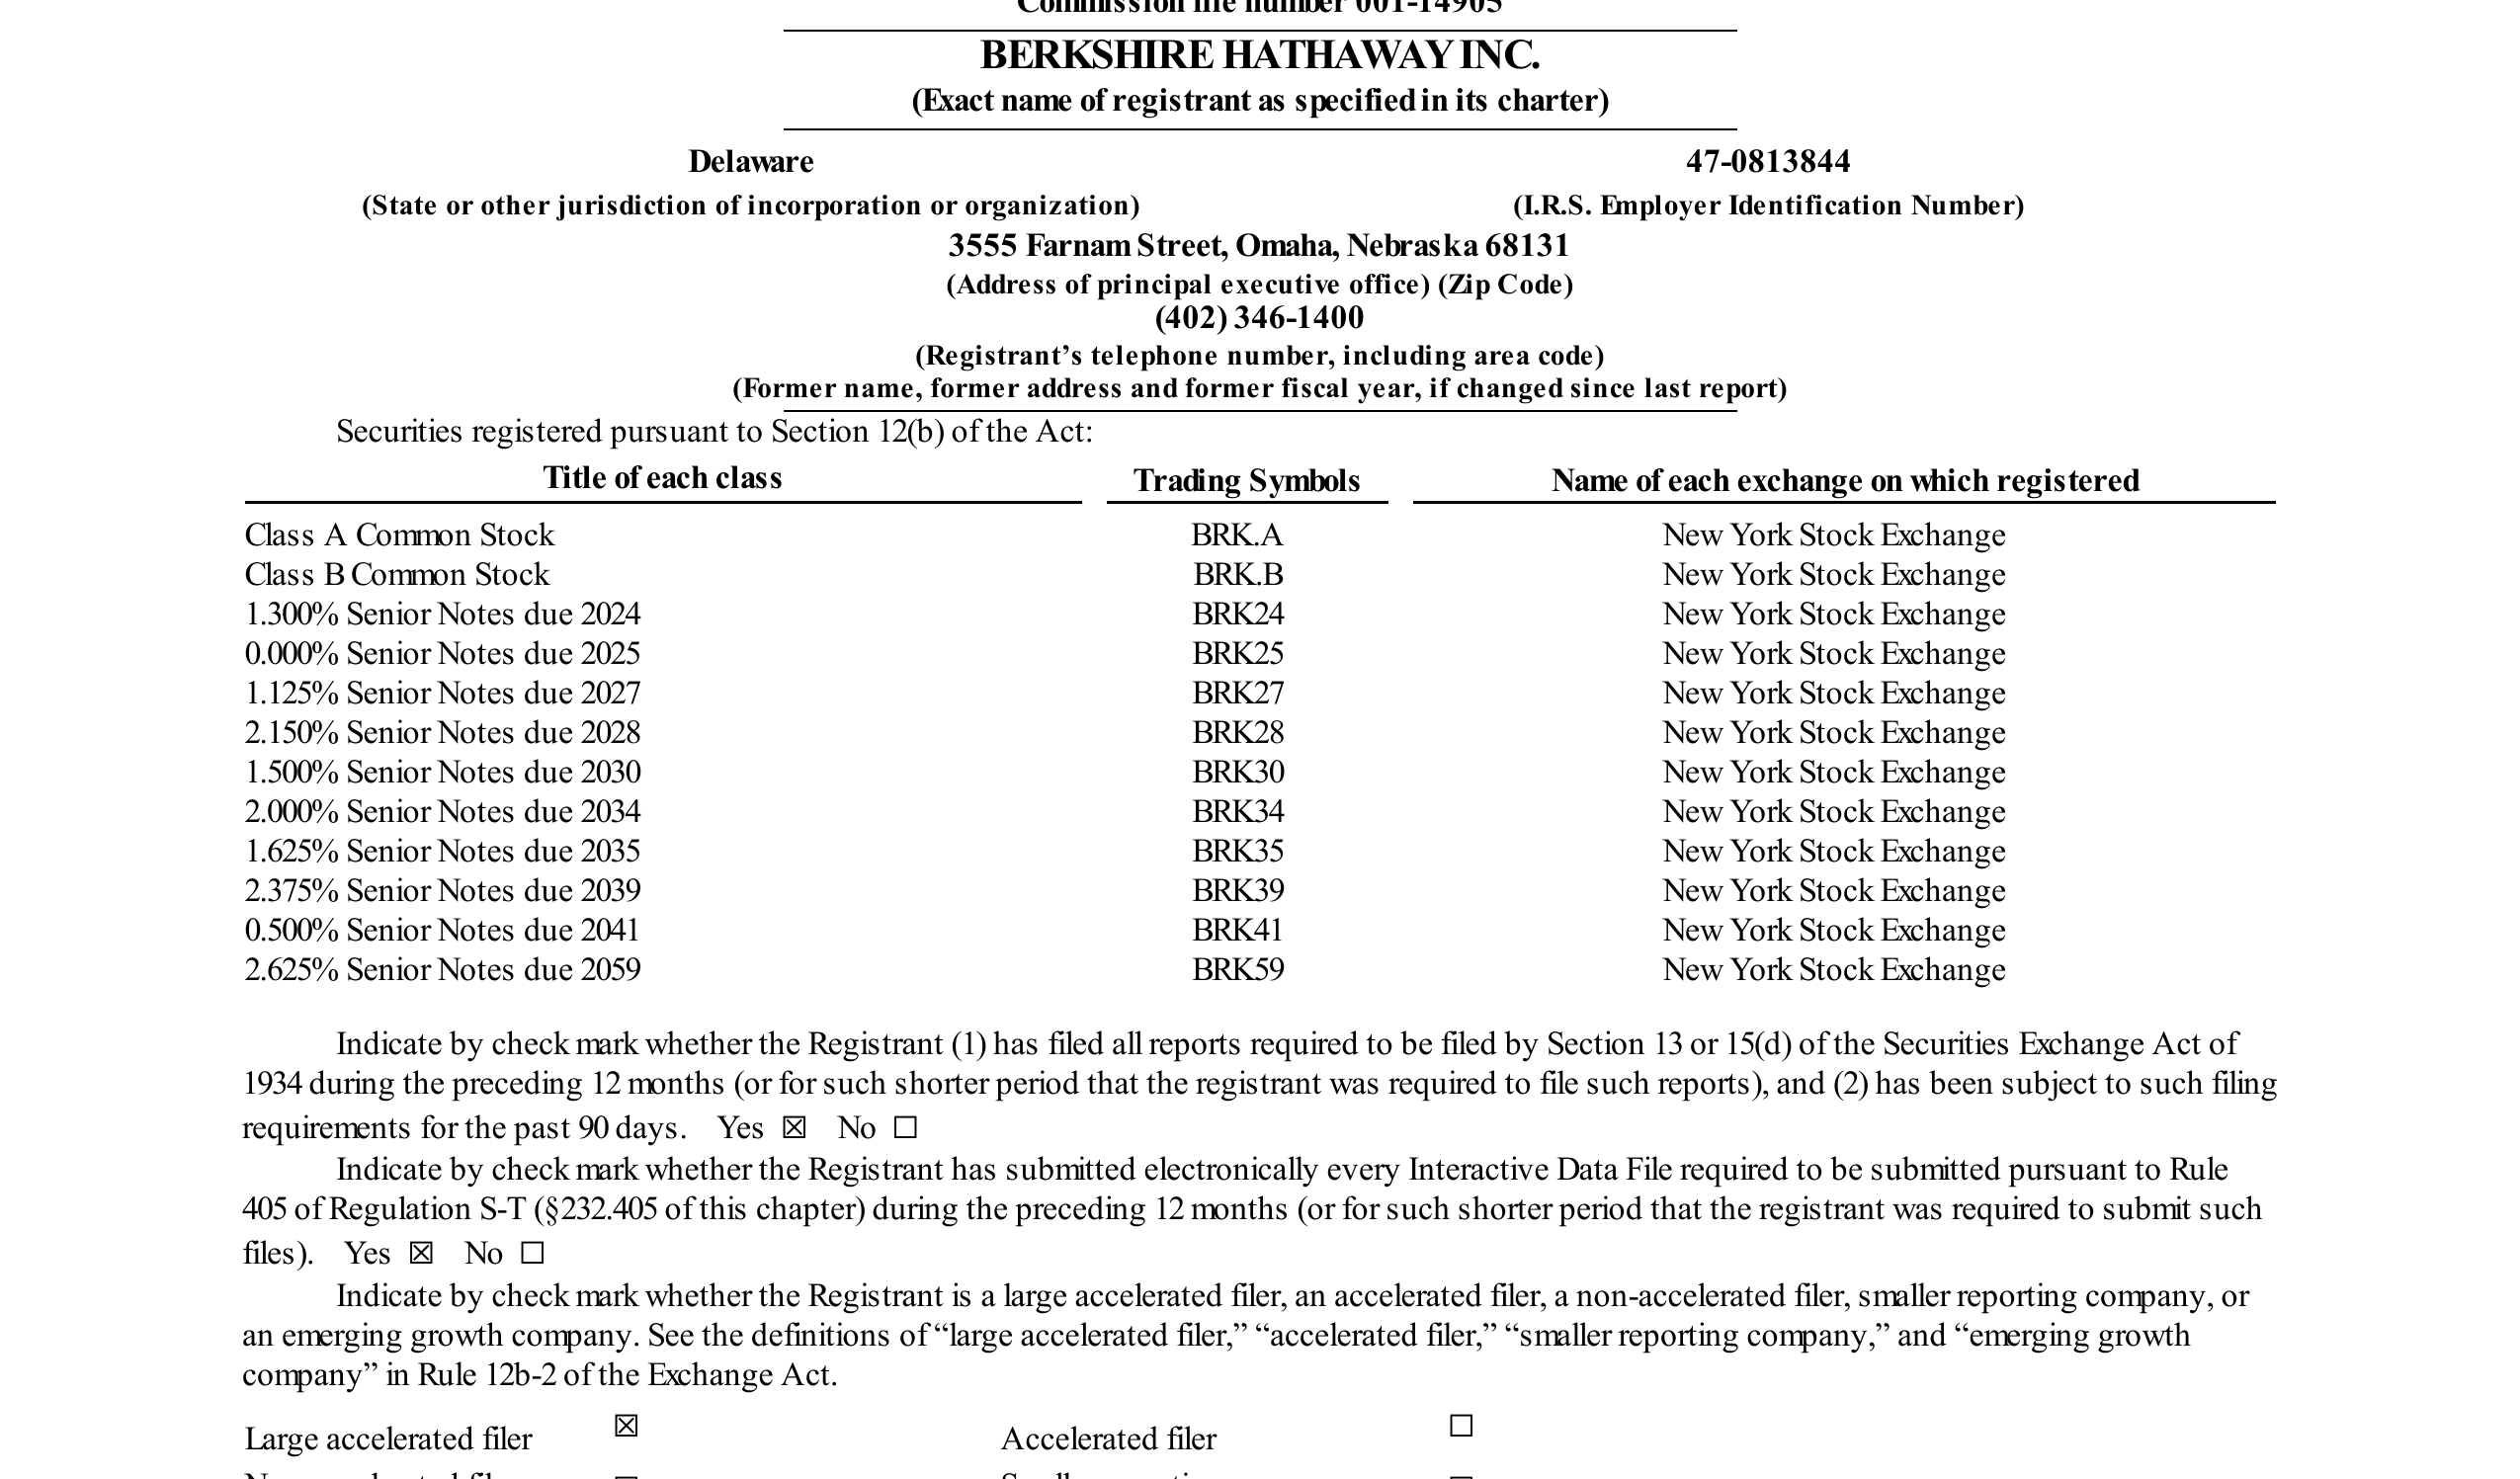 Commission file number 001-14905
BERKSHIRE HATHAWAY INC.
(Exact name of registrant as specified in its charter)
Delaware 47-0813844
(State or other jurisdiction of incorporation or organization) (I.R.S. Employer Identification Number)
3555 Farnam Street, Omaha, Nebraska 68131
(Address of principal executive office) (Zip Code)
(402) 346-1400
(Registrant’s telephone number, including area code)
(Former name, former address and former fiscal year, if changed since last report)
Securities registered pursuant to Section 12(b) of the Act:
Title of each class Trading Symbols Name of each exchange on which registered
Class A Common Stock BRK.A New York Stock Exchange
Class B Common Stock BRK.B New York Stock Exchange
1.300% Senior Notes due 2024 BRK24 New York Stock Exchange
0.000% Senior Notes due 2025 BRK25 New York Stock Exchange
1.125% Senior Notes due 2027 BRK27 New York Stock Exchange
2.150% Senior Notes due 2028 BRK28 New York Stock Exchange
1.500% Senior Notes due 2030 BRK30 New York Stock Exchange
2.000% Senior Notes due 2034 BRK34 New York Stock Exchange
1.625% Senior Notes due 2035 BRK35 New York Stock Exchange
2.375% Senior Notes due 2039 BRK39 New York Stock Exchange
0.500% Senior Notes due 2041 BRK41 New York Stock Exchange
2.625% Senior Notes due 2059 BRK59 New York Stock Exchange
Indicate by check mark whether the Registrant (1) has filed all reports required to be filed by Section 13 or 15(d) of the Securities Exchange Act of
1934 during the preceding 12 months (or for such shorter period that the registrant was required to file such reports), and (2) has been subject to such filing
requirements for the past 90 days. Yes ☒ No ☐
Indicate by check mark whether the Registrant has submitted electronically every Interactive Data File required to be submitted pursuant to Rule
405 of Regulation S-T (§232.405 of this chapter) during the preceding 12 months (or for such shorter period that the registrant was required to submit such
files). Yes ☒ No ☐
Indicate by check mark whether the Registrant is a large accelerated filer, an accelerated filer, a non-accelerated filer, smaller reporting company, or
an emerging growth company. See the definitions of “large accelerated filer,” “accelerated filer,” “smaller reporting company,” and “emerging growth
company” in Rule 12b-2 of the Exchange Act.
Large accelerated filer ☒ Accelerated filer ☐